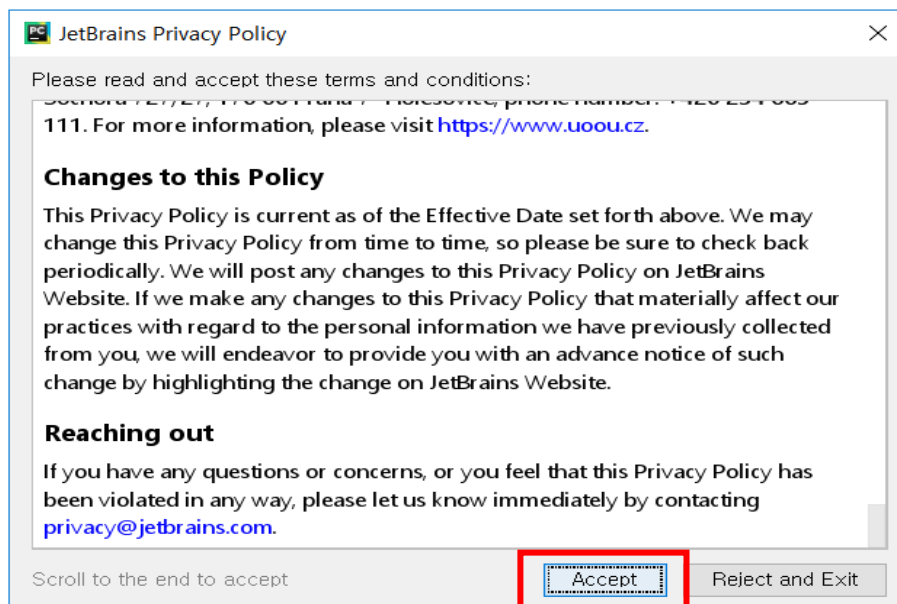 PC JetBrains Privacy Policy
Please read and accept these terms and conditions:
111. For more information, please visit https://www.uoou.cz.
Changes to this Policy
This Privacy Policy is current as of the Effective Date set forth above. We may
change this Privacy Policy from time to time, so please be sure to check back
periodically. We will post any changes to this Privacy Policy on JetBrains
Website. If we make any changes to this Privacy Policy that materially affect our
practices with regard to the personal information we have previously collected
from you, we will endeavor to provide you with an advance notice of such
change by highlighting the change on JetBrains Website.
Reaching out
If you have any questions or concerns, or you feel that this Privacy Policy has
been violated in any way, please let us know immediately by contacting
privacy@jetbrains.com.
Scroll to the end to accept Accept Reject and Exit